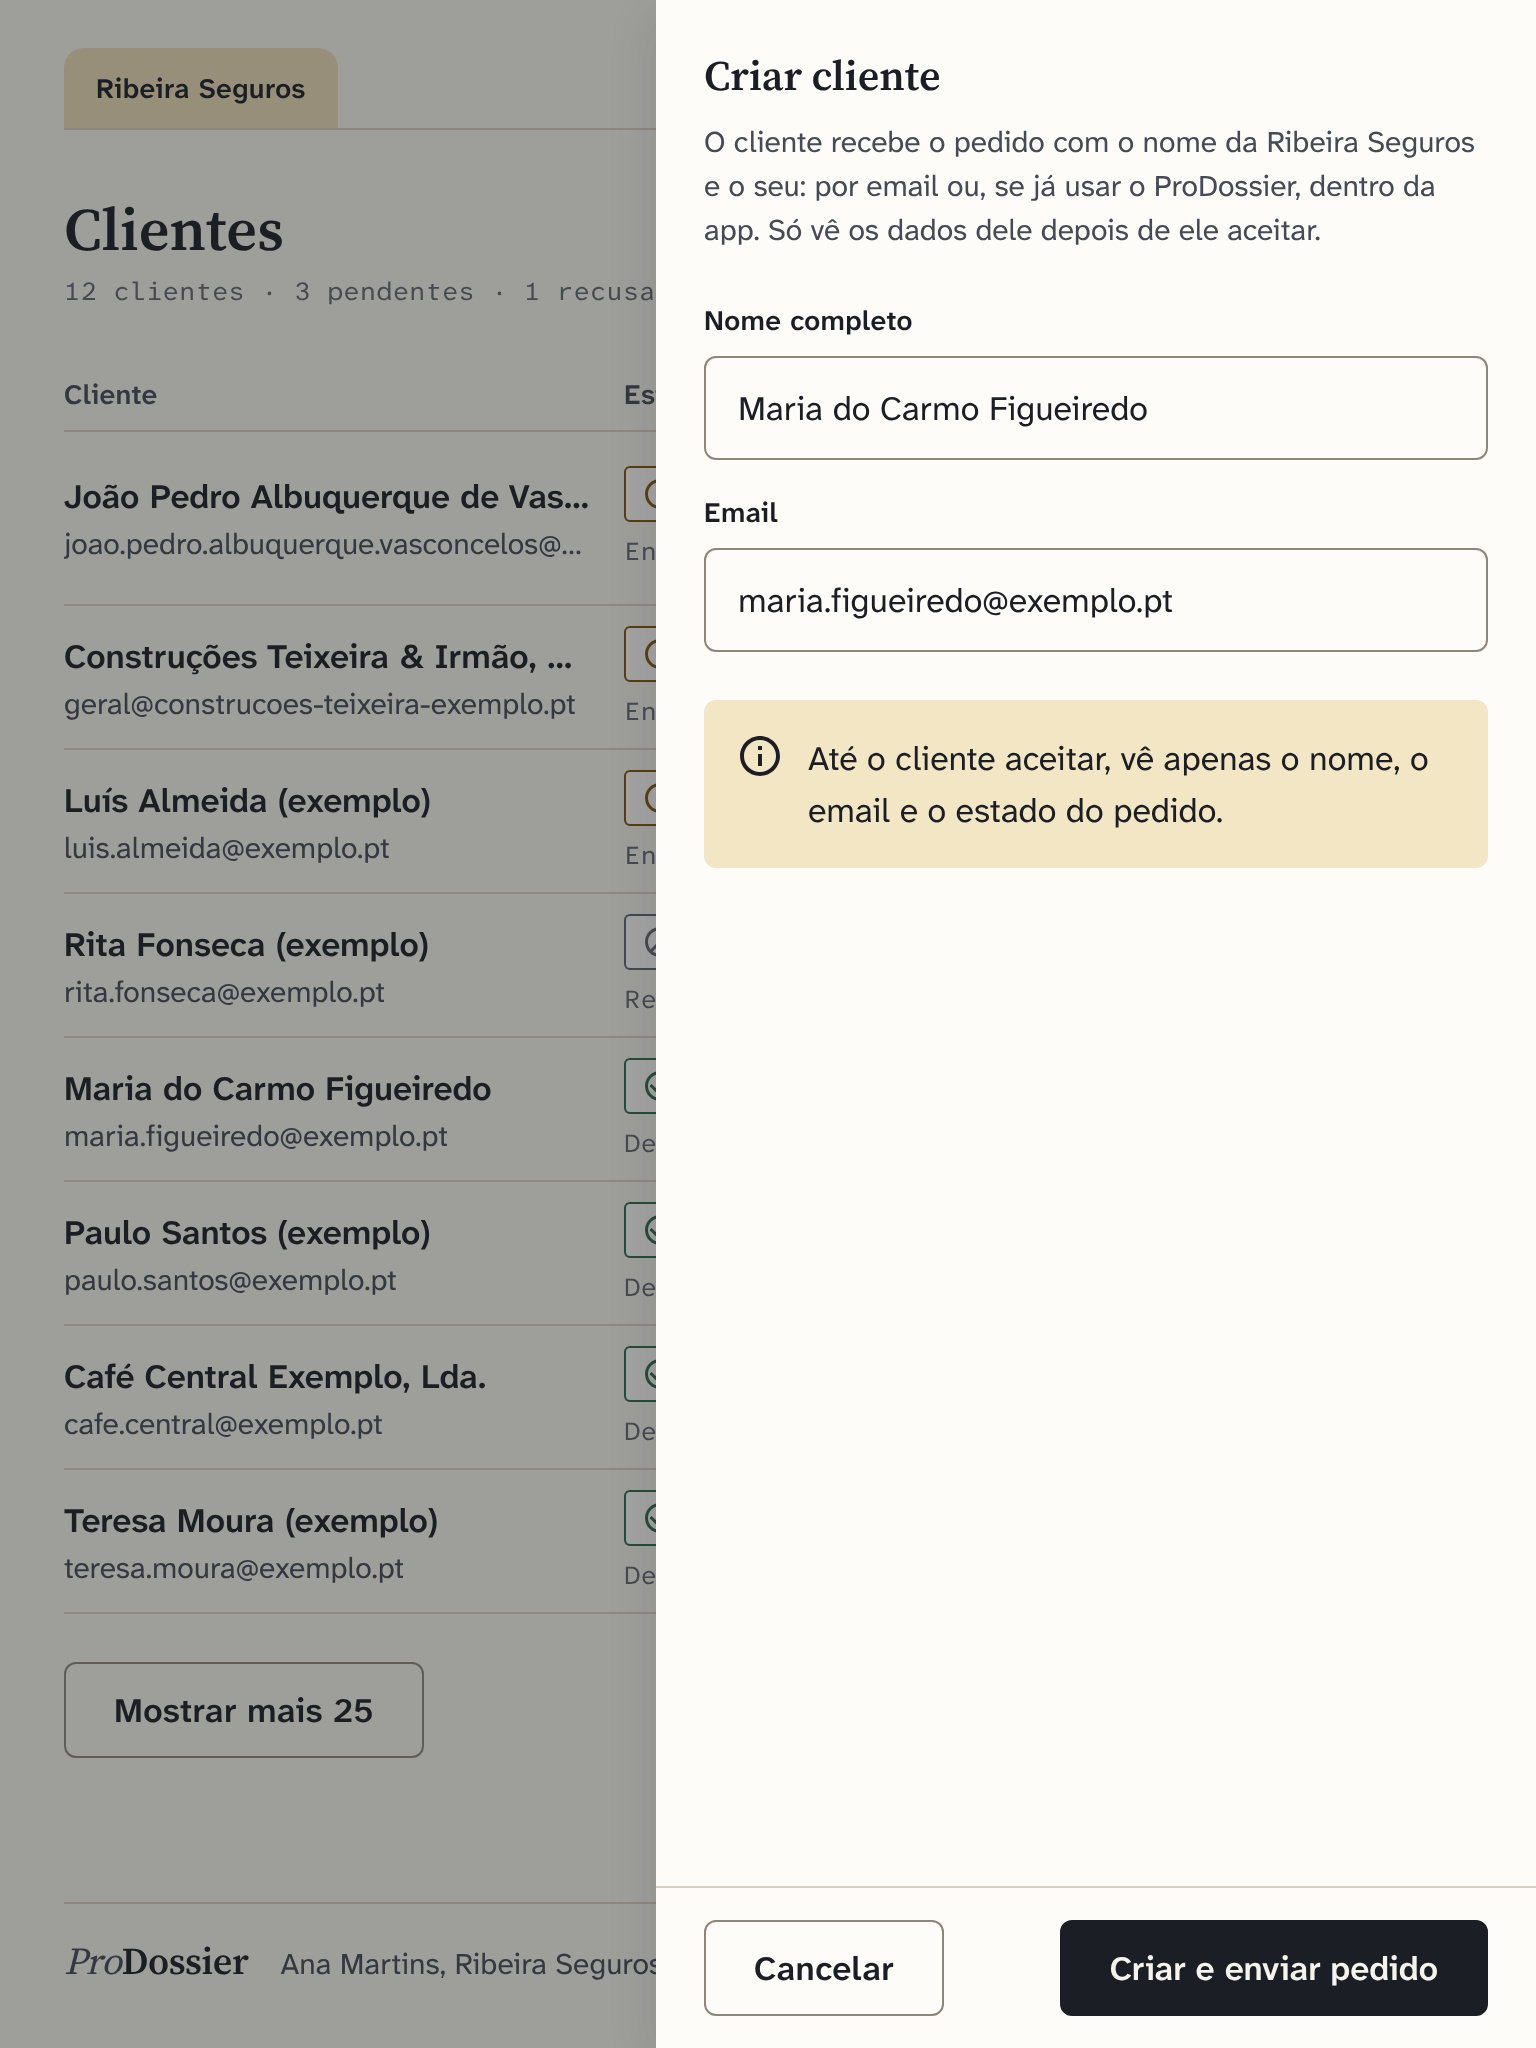 Ribeira Seguros
Clientes
12 clientes · 3 pendentes · 1 recusa
Cliente
João Pedro Albuquerque de Vas...
joao.pedro.albuquerque.vasconcelos@...
En
Construções Teixeira & Irmão, ...
geral@construcoes-teixeira-exemplo.pt
En
Luís Almeida (exemplo)
luis.almeida@exemplo.pt
En
Rita Fonseca (exemplo)
rita.fonseca@exemplo.pt
Re
Maria do Carmo Figueiredo
maria.figueiredo@exemplo.pt
De
Paulo Santos (exemplo)
paulo.santos@exemplo.pt
De
Café Central Exemplo, Lda.
cafe.central@exemplo.pt
De
Teresa Moura (exemplo)
teresa.moura@exemplo.pt
De
Mostrar mais 25
ProDossier
Ana Martins, Ribeira Seguros
Criar cliente
O cliente recebe o pedido com o nome da Ribeira Seguros
e o seu: por email ou, se já usar o ProDossier, dentro da
app. Só vê os dados dele depois de ele aceitar.
Nome completo
Maria do Carmo Figueiredo
Email
maria.figueiredo@exemplo.pt
Até o cliente aceitar, vê apenas o nome, o
email e o estado do pedido.
Cancelar
Criar e enviar pedido